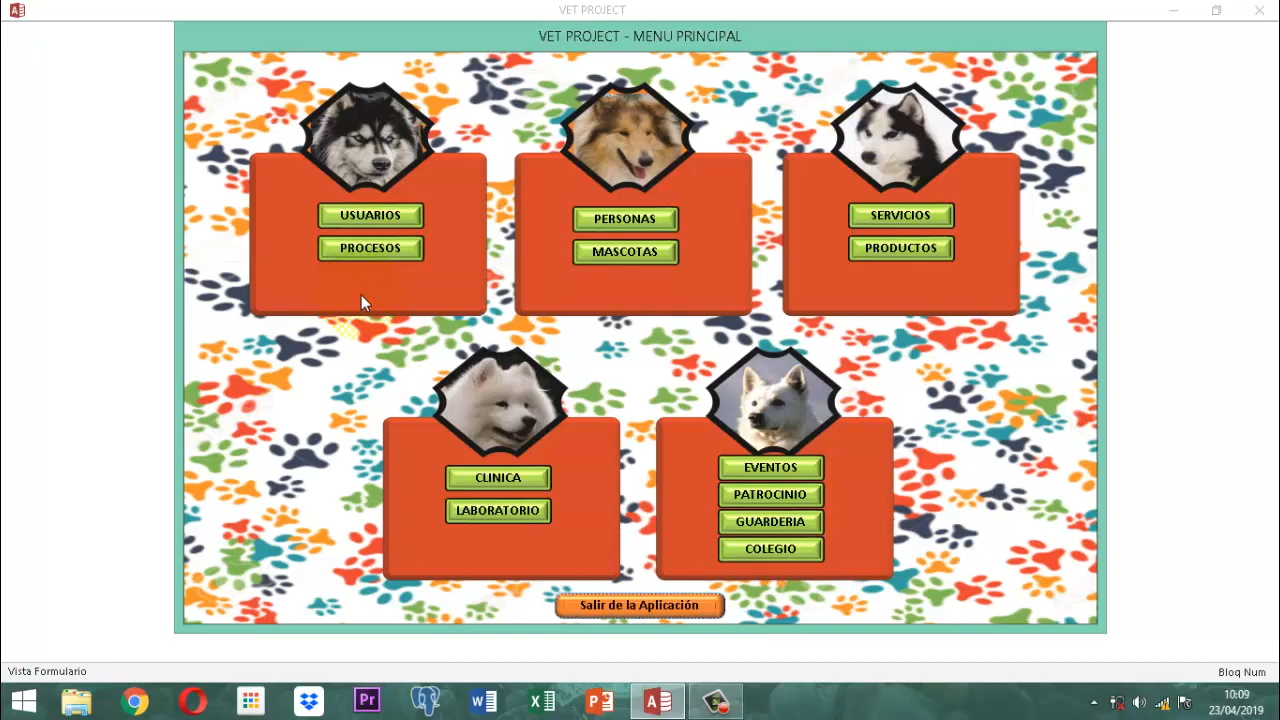 VET PROJECT
VET PROJECT - MENU PRINCIPAL
USUARIOS
PROCESOS
PERSONAS
MASCOTAS
SERVICIOS
PRODUCTOS
CLINICA
LABORATORIO
EVENTOS
PATROCINIO
GUARDERIA
COLEGIO
Salir de la Aplicación
Vista Formulario
Bloq Num
Pr
10:09
23/04/2019